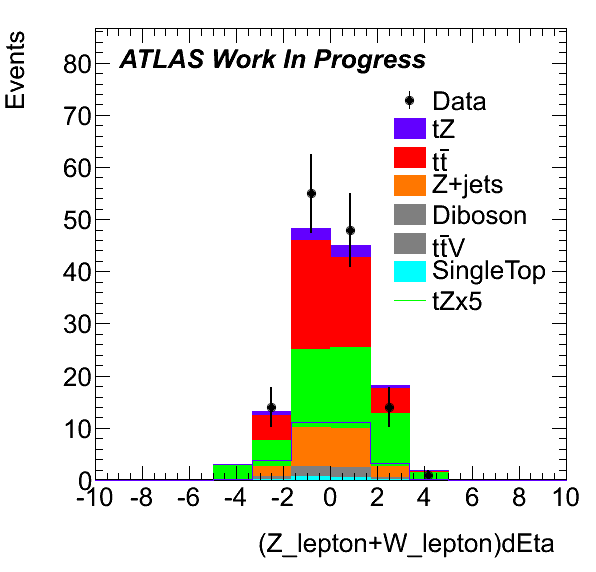 Events
ATLAS Work In Progress
80
70
60
50
40
30
20
10
0
Data
tZ
tt̄
Z+jets
Diboson
tt̄V
SingleTop
tZx5
-10 -8 -6 -4 -2 0 2 4 6 8 10
(Z_lepton+W_lepton)dEta